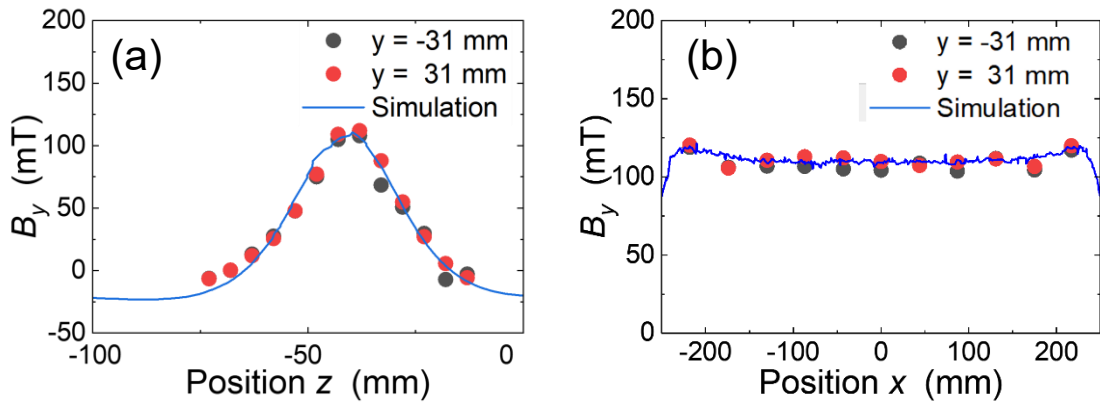 (a)
y = -31 mm
y = 31 mm
Simulation
200
150
100
50
0
-50
B_y (mT)
-100
-50
0
Position z (mm)
(b)
y = -31 mm
y = 31 mm
Simulation
200
150
100
50
0
B_y (mT)
-200
-100
0
100
200
Position x (mm)